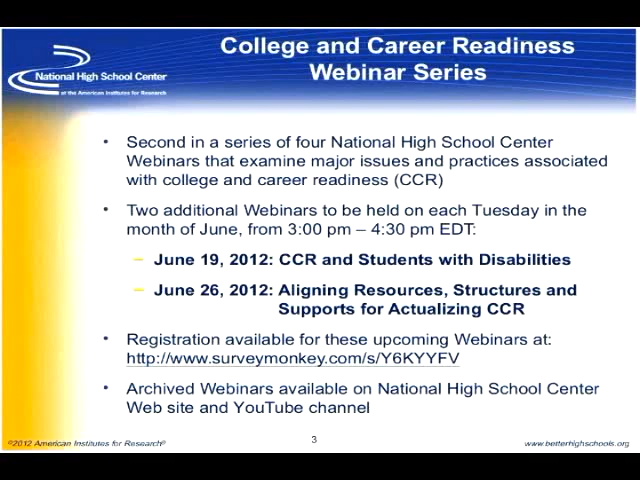 College and Career Readiness
Webinar Series
National High School Center
at the American Institutes for Research
• Second in a series of four National High School Center
Webinars that examine major issues and practices associated
with college and career readiness (CCR)
• Two additional Webinars to be held on each Tuesday in the
month of June, from 3:00 pm – 4:30 pm EDT:
– June 19, 2012: CCR and Students with Disabilities
– June 26, 2012: Aligning Resources, Structures and
Supports for Actualizing CCR
• Registration available for these upcoming Webinars at:
http://www.surveymonkey.com/s/Y6KYYFV
• Archived Webinars available on National High School Center
Web site and YouTube channel
©2012 American Institutes for Research®
3
www.betterhighschools.org